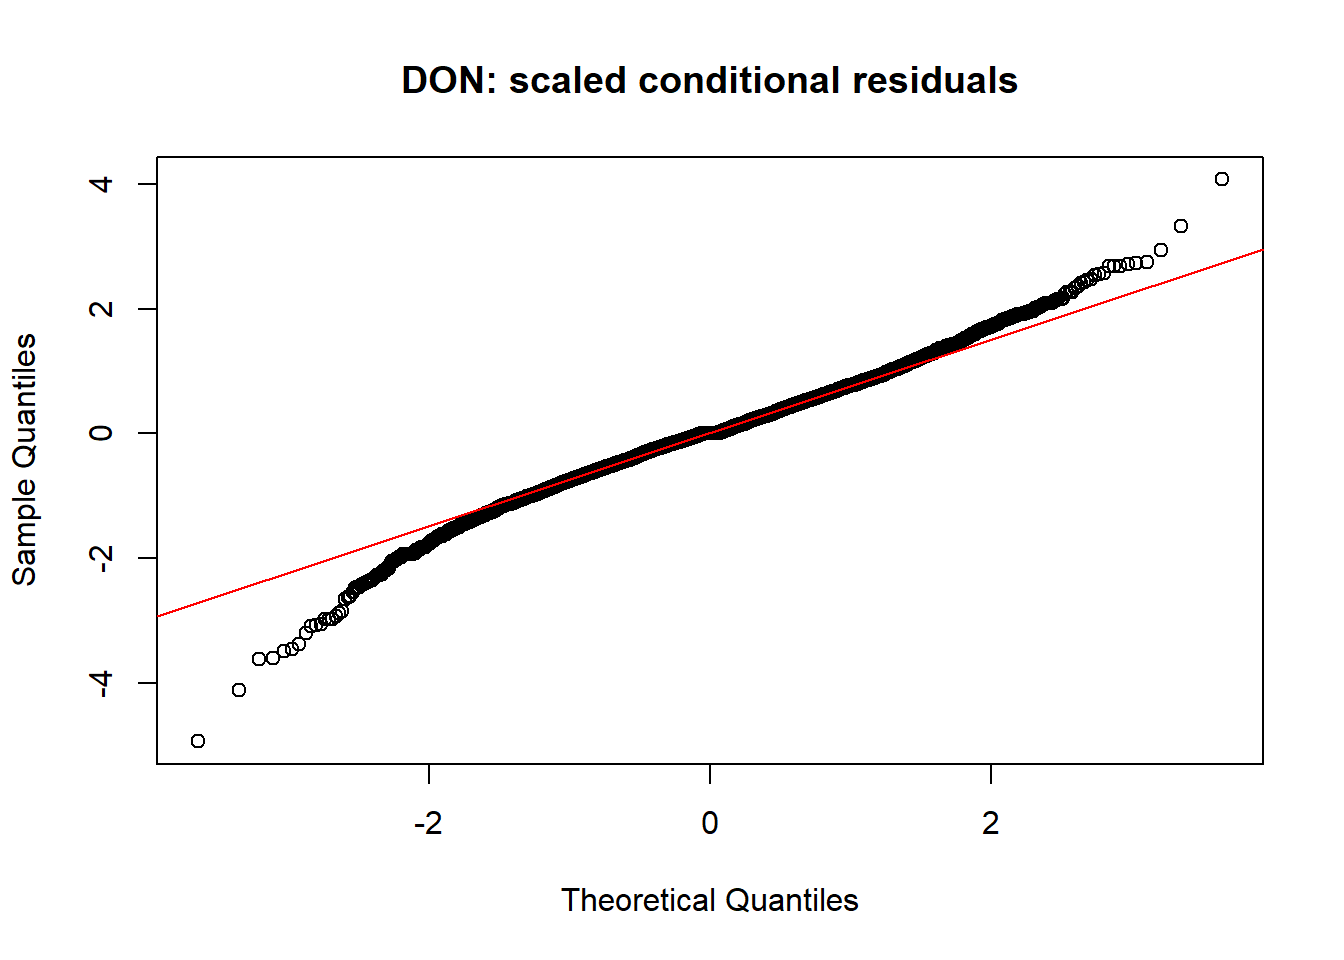 DON: scaled conditional residuals
4
2
0
-2
-4
Sample Quantiles
-2 0 2
Theoretical Quantiles